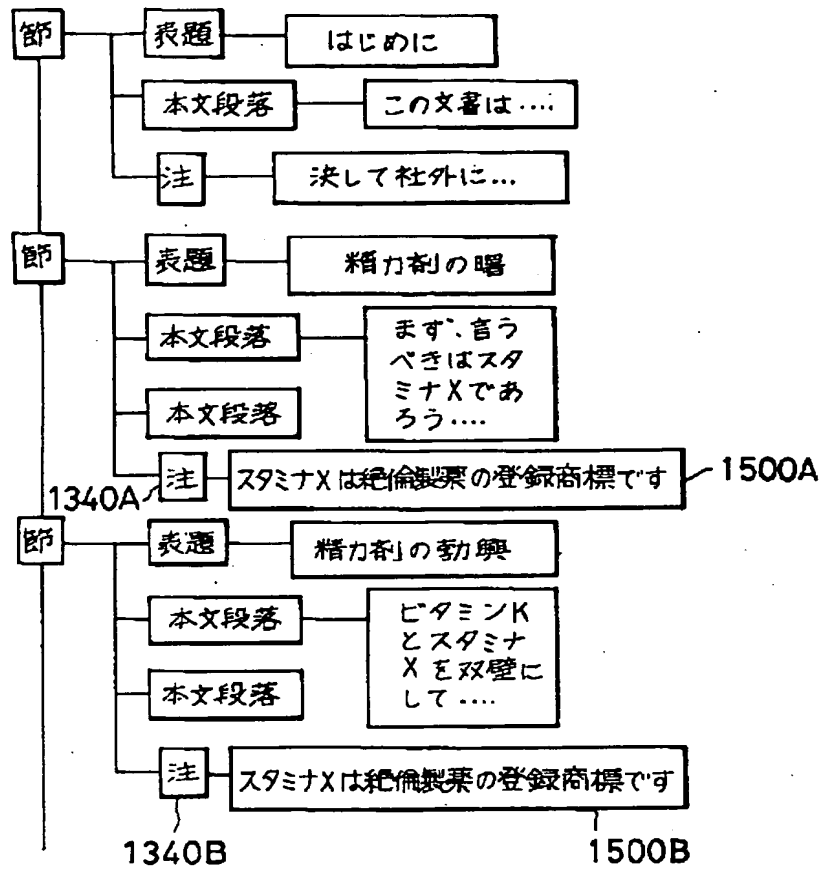 節 表題 はじめに
本文段落 この文書は‥‥
注 決して社外に…
節 表題 精力剤の曙
本文段落 まず、言う
べきはスタ
ミナXであ
ろう‥‥
本文段落
注 スタミナXは絶倫製薬の登録商標です 1500A
1340A
節 表題 精力剤の勃興
本文段落 ビタミンK
とスタミナ
Xを双壁に
して‥‥
本文段落
注 スタミナXは絶倫製薬の登録商標です
1340B 1500B